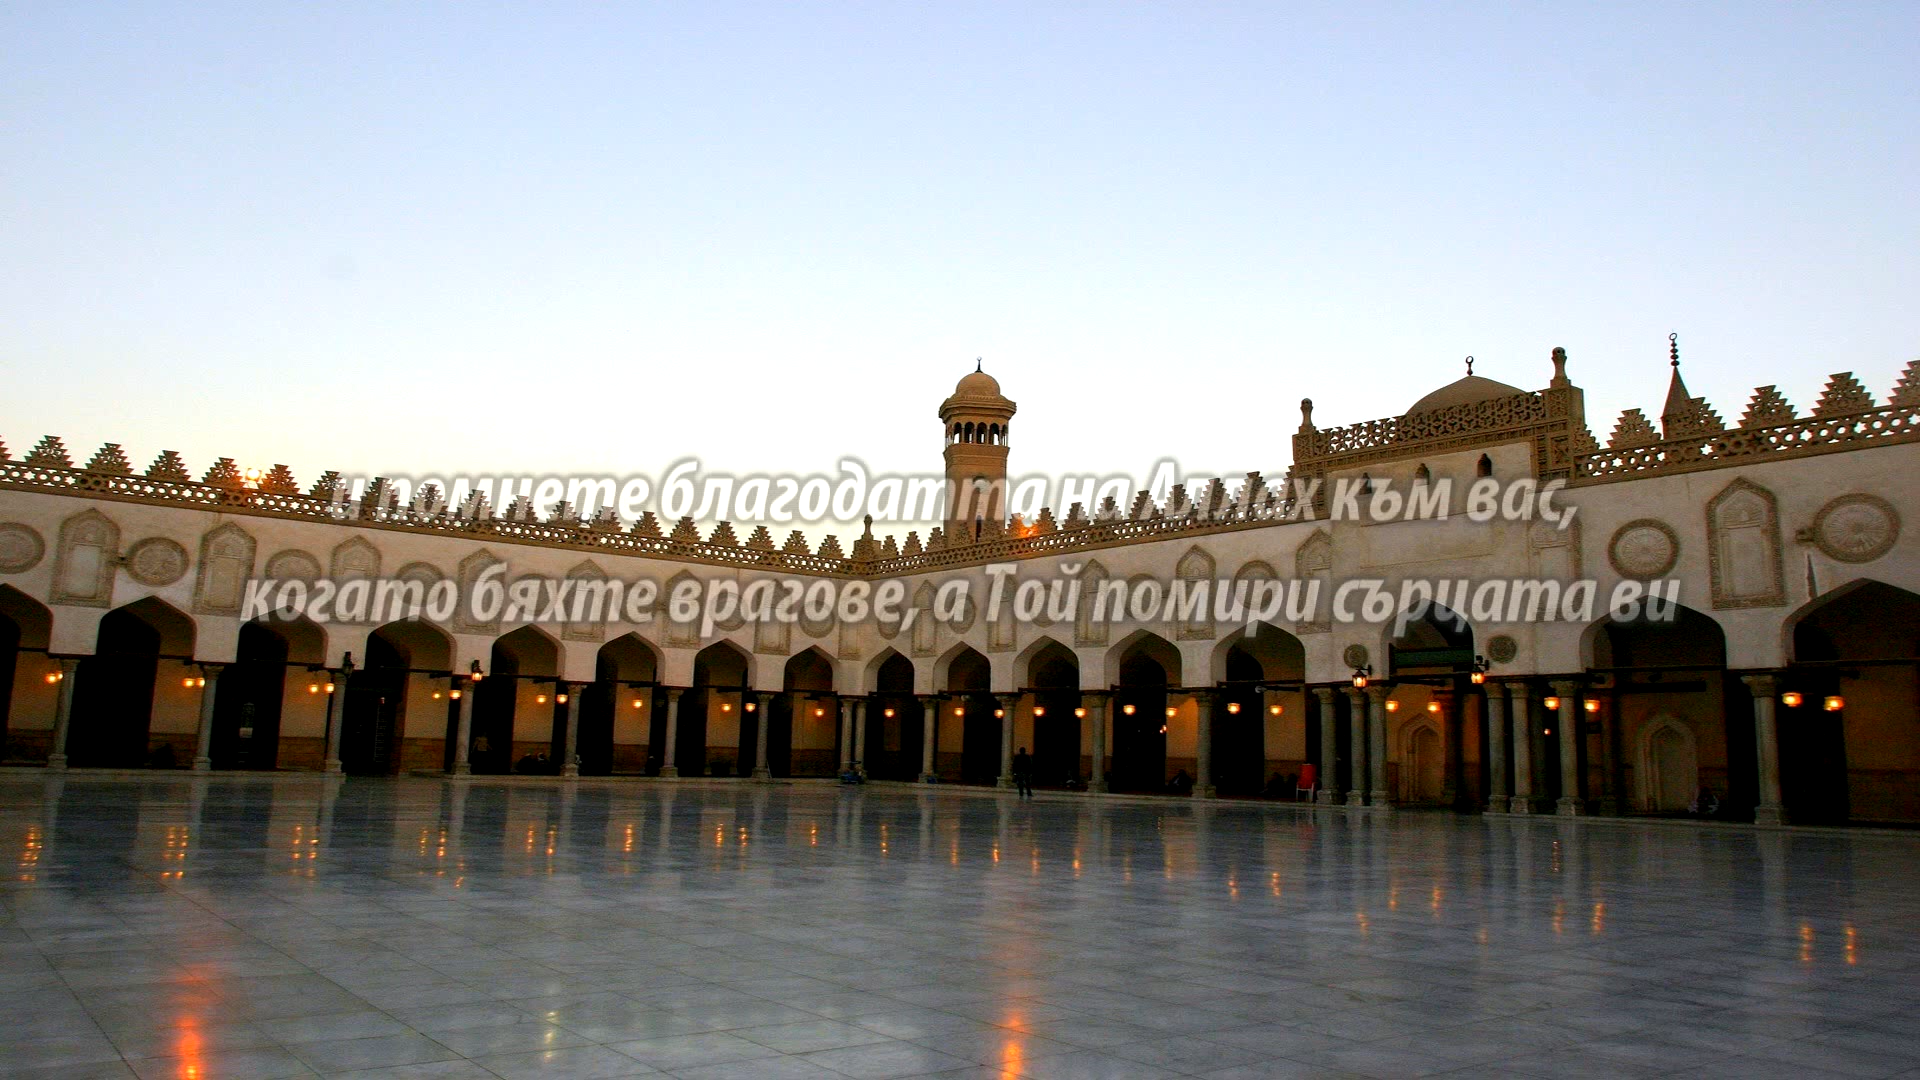 и помнете благодатта на Аллах към вас,
когато бяхте врагове, а Той помири сърцата ви